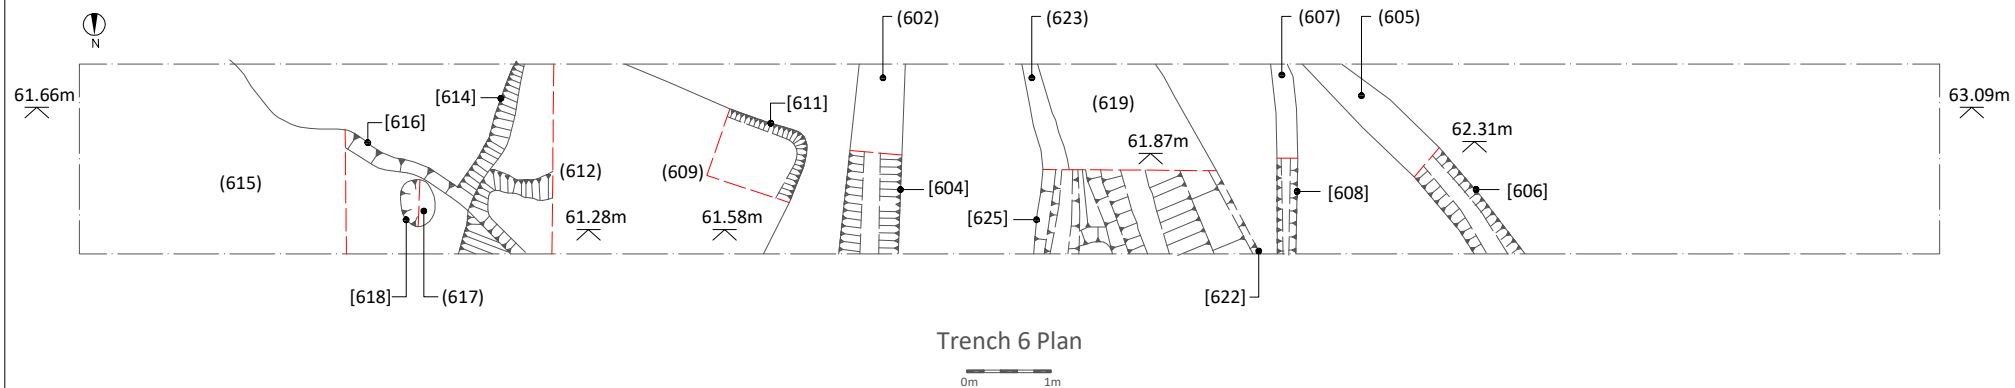 (602)
(623)
(607)
(605)
N
61.66m
[614]
[611]
(619)
63.09m
[616]
62.31m
61.87m
(615)
(612)
(609)
[604]
[608]
[606]
61.28m
61.58m
[625]
[618]
(617)
[622]
Trench 6 Plan
0m
1m